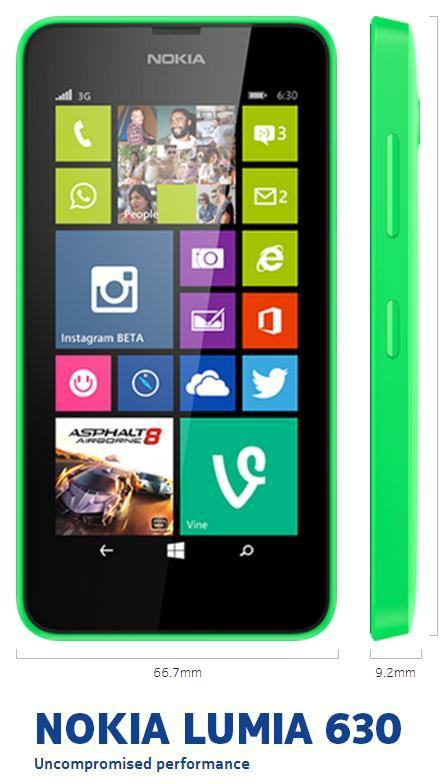 NOKIA
3G
6:30
3
People
2
Instagram BETA
ASPHALT 8
AIRBORNE
Vine
66.7mm
9.2mm
NOKIA LUMIA 630
Uncompromised performance